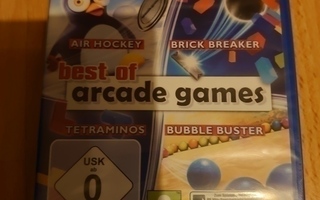 AIR HOCKEY
BRICK BREAKER
best of
arcade games
TETRAMINOS
BUBBLE BUSTER
USK
ab
0